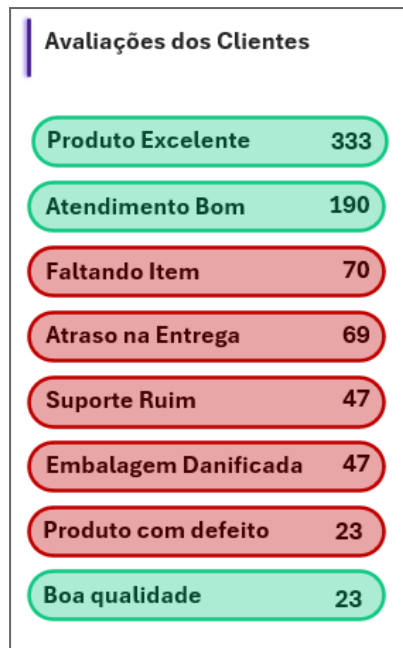 Avaliações dos Clientes
Produto Excelente 333
Atendimento Bom 190
Faltando Item 70
Atraso na Entrega 69
Suporte Ruim 47
Embalagem Danificada 47
Produto com defeito 23
Boa qualidade 23